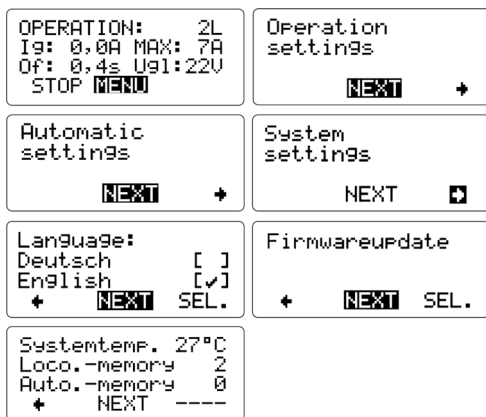 OPERATION: 2L
Ig: 0,0A MAX: 7A
Of: 0,4s Ugl:22V
STOP MENU
Operation
settings
NEXT →
Automatic
settings
NEXT →
System
settings
NEXT →
Language:
Deutsch [ ]
English [✓]
← NEXT SEL.
Firmwareupdate
← NEXT SEL.
Systemtemp. 27°C
Loco.-memory 2
Auto.-memory 0
← NEXT ----